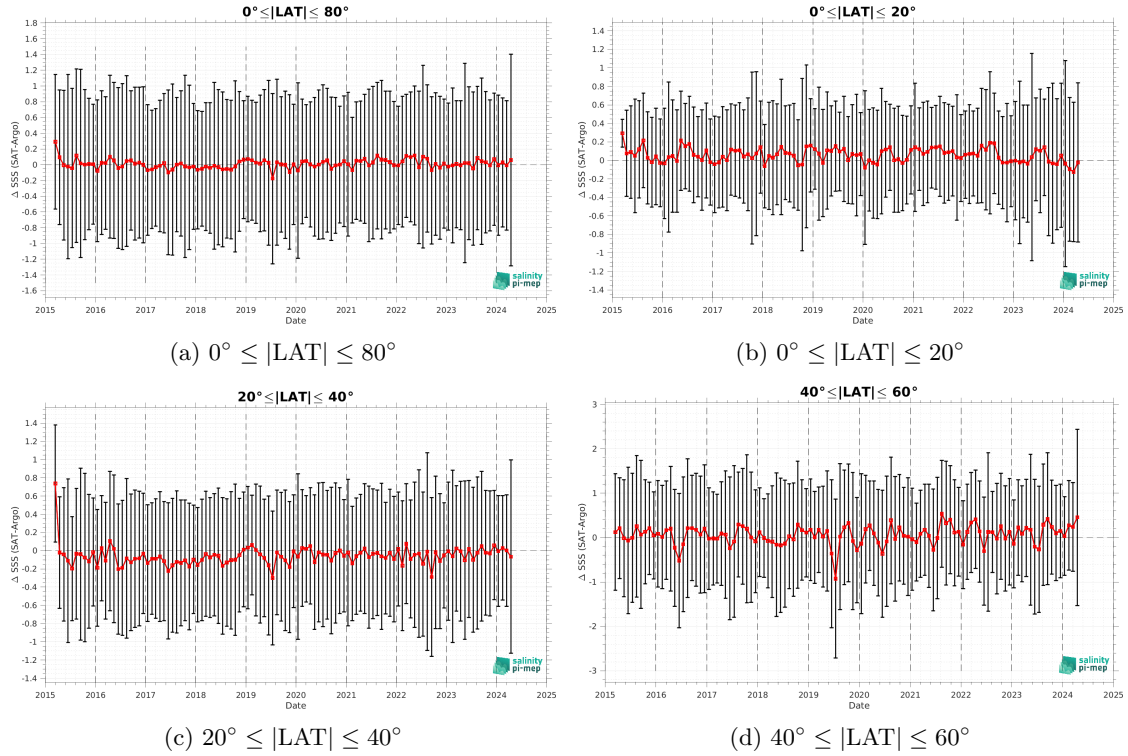 0°≤|LAT|≤ 80°
Δ SSS (SAT-Argo)
1.8
1.6
1.4
1.2
1
0.8
0.6
0.4
0.2
0
-0.2
-0.4
-0.6
-0.8
-1
-1.2
-1.4
-1.6
2015 2016 2017 2018 2019 2020 2021 2022 2023 2024 2025
Date
salinity
pi-mep
(a) 0° ≤ |LAT| ≤ 80°
0°≤|LAT|≤ 20°
Δ SSS (SAT-Argo)
1.4
1.2
1
0.8
0.6
0.4
0.2
0
-0.2
-0.4
-0.6
-0.8
-1
-1.2
-1.4
2015 2016 2017 2018 2019 2020 2021 2022 2023 2024 2025
Date
salinity
pi-mep
(b) 0° ≤ |LAT| ≤ 20°
20°≤|LAT|≤ 40°
Δ SSS (SAT-Argo)
1.4
1.2
1
0.8
0.6
0.4
0.2
0
-0.2
-0.4
-0.6
-0.8
-1
-1.2
-1.4
2015 2016 2017 2018 2019 2020 2021 2022 2023 2024 2025
Date
salinity
pi-mep
(c) 20° ≤ |LAT| ≤ 40°
40°≤|LAT|≤ 60°
Δ SSS (SAT-Argo)
3
2
1
0
-1
-2
-3
2015 2016 2017 2018 2019 2020 2021 2022 2023 2024 2025
Date
salinity
pi-mep
(d) 40° ≤ |LAT| ≤ 60°